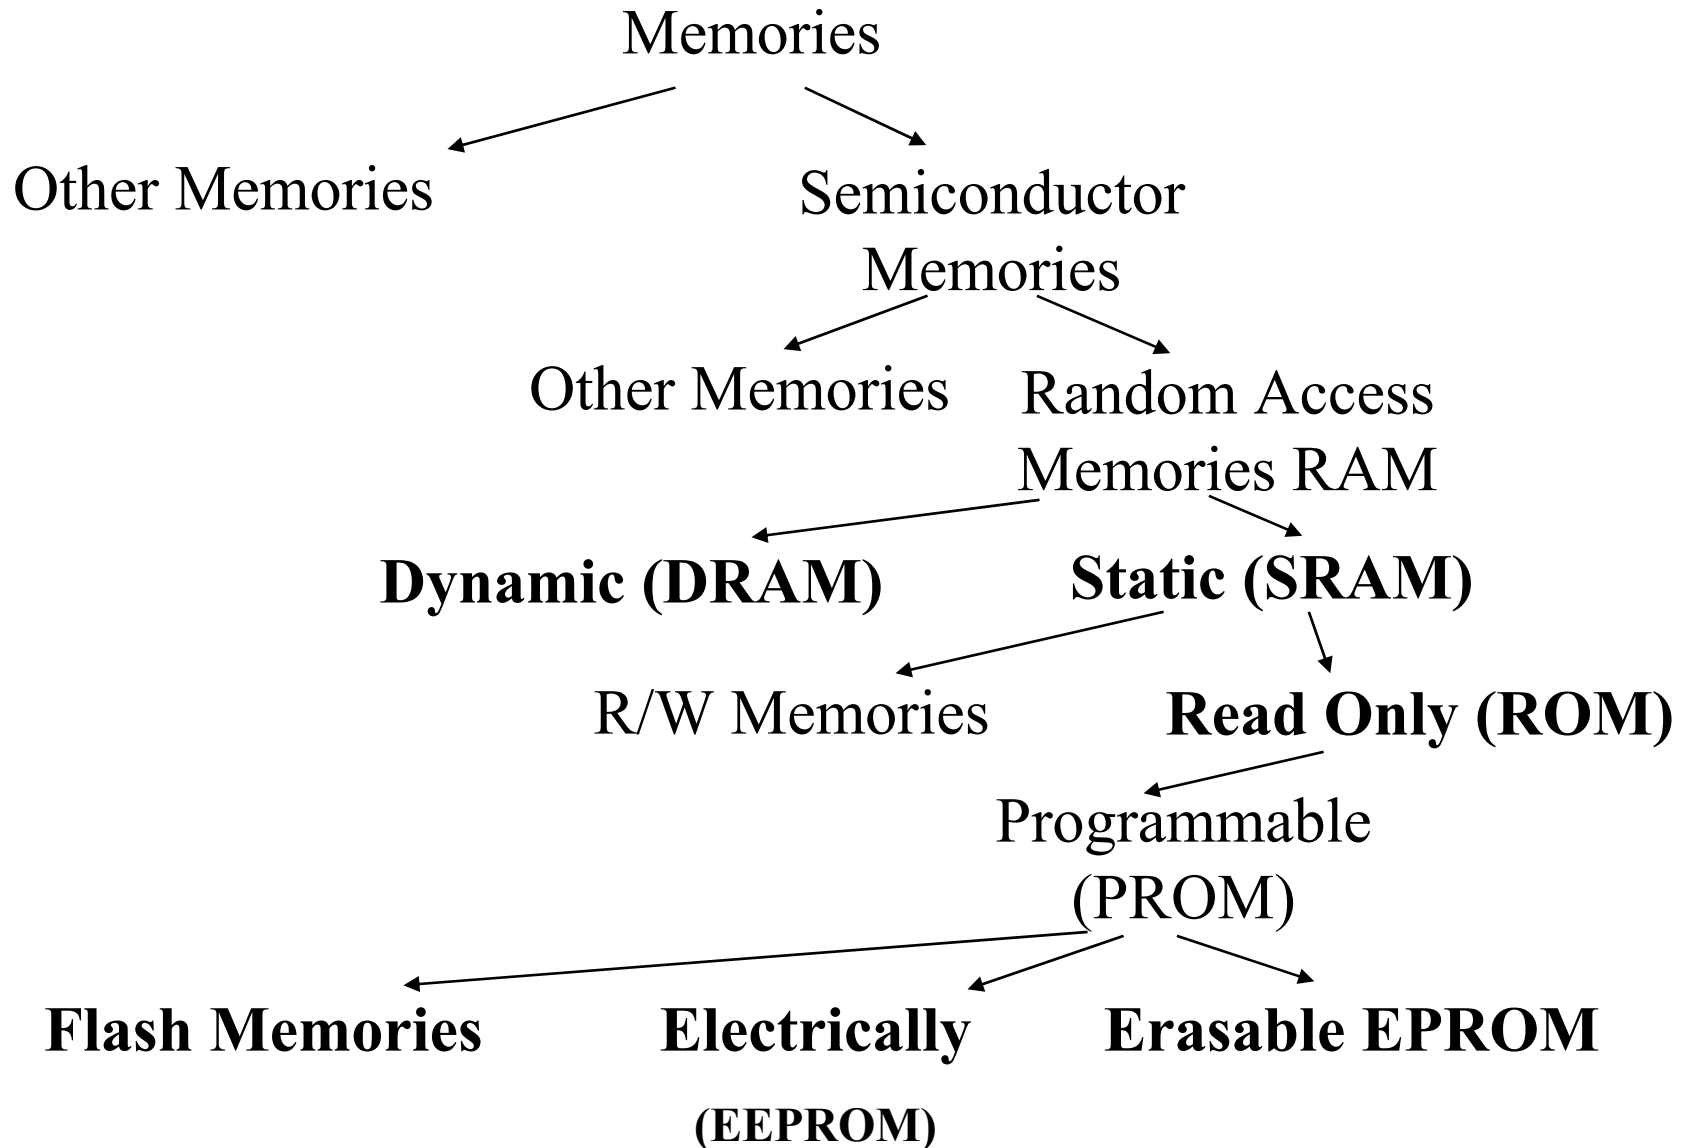 Memories
Other Memories
Semiconductor
Memories
Other Memories
Random Access
Memories RAM
Dynamic (DRAM)
Static (SRAM)
R/W Memories
Read Only (ROM)
Programmable
(PROM)
Flash Memories
Electrically
(EEPROM)
Erasable EPROM